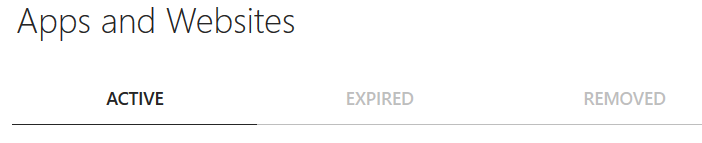 Apps and Websites
ACTIVE EXPIRED REMOVED